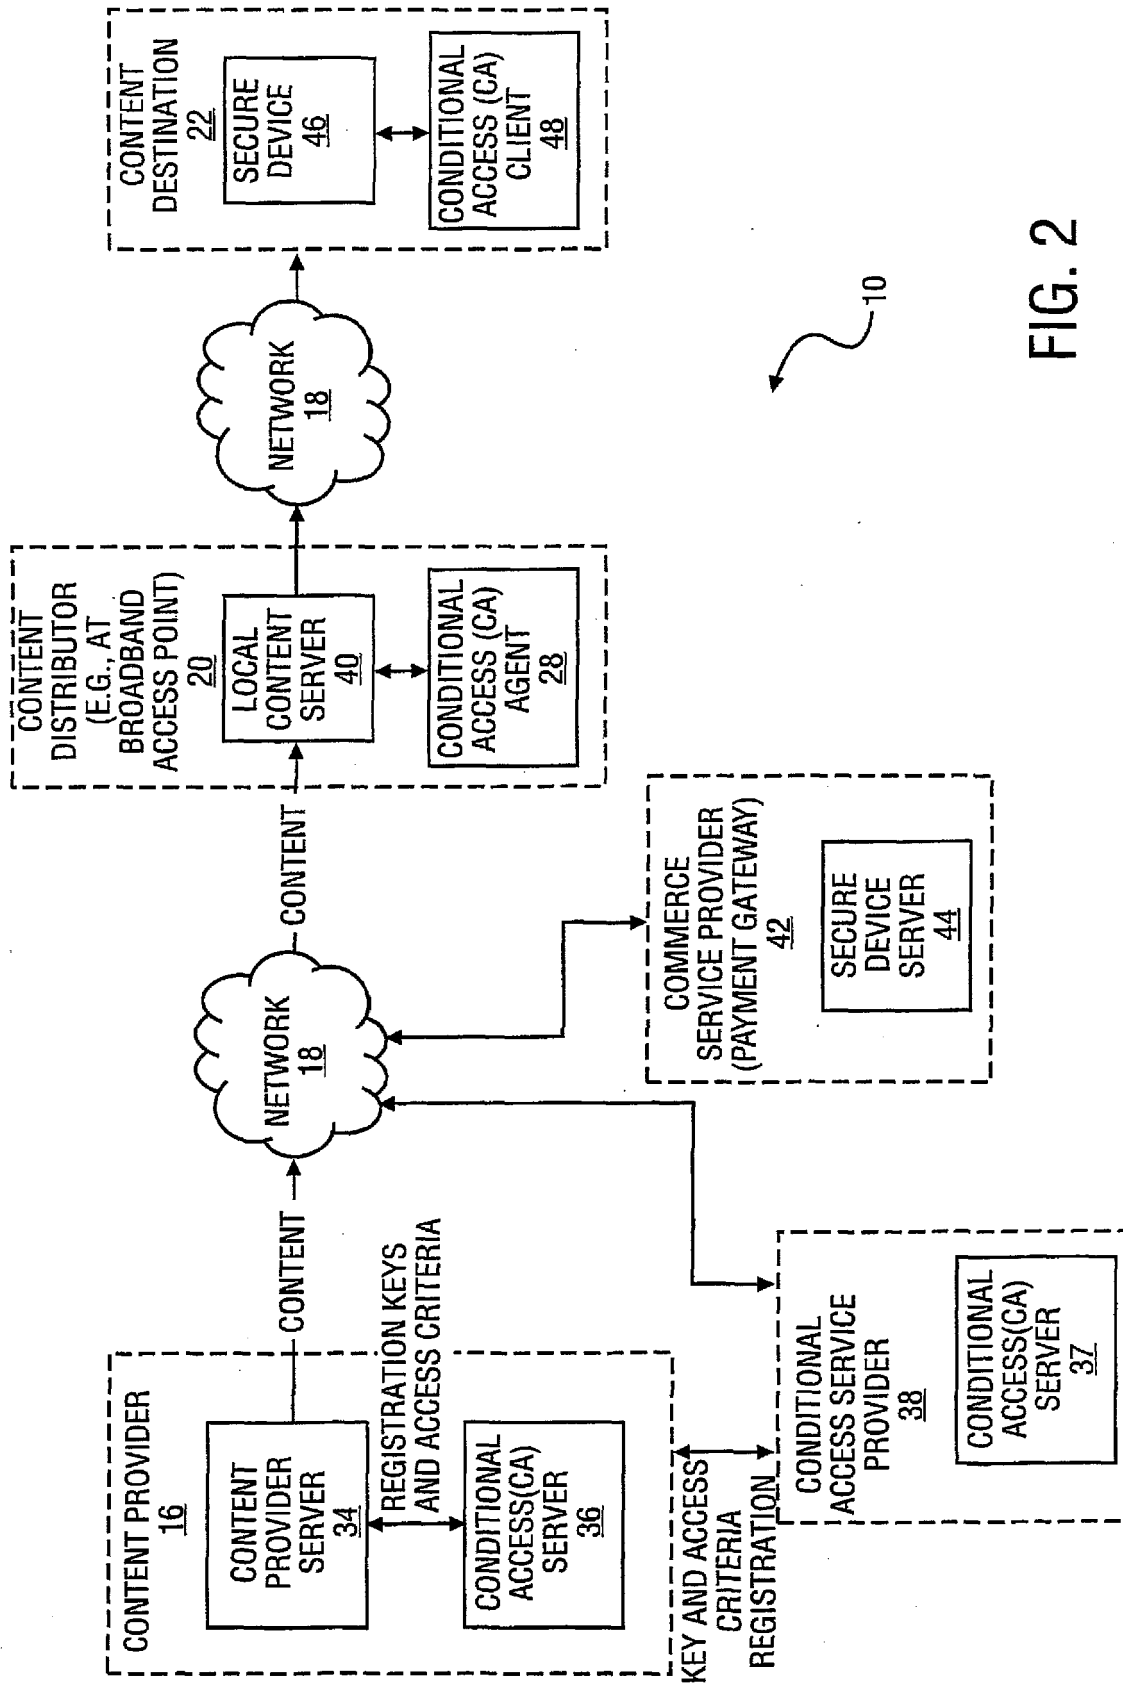 CONTENT PROVIDER
16
CONTENT
PROVIDER
SERVER
34
REGISTRATION KEYS
AND ACCESS CRITERIA
CONDITIONAL
ACCESS(CA)
SERVER
36
CONTENT
NETWORK
18
CONTENT
CONTENT
DISTRIBUTOR
(E.G., AT
BROADBAND
ACCESS POINT)
20
LOCAL
CONTENT
SERVER
40
CONDITIONAL
ACCESS (CA)
AGENT
28
NETWORK
18
CONTENT
DESTINATION
22
SECURE
DEVICE
46
CONDITIONAL
ACCESS (CA)
CLIENT
48
KEY AND ACCESS
CRITERIA
REGISTRATION
CONDITIONAL
ACCESS SERVICE
PROVIDER
38
CONDITIONAL
ACCESS(CA)
SERVER
37
COMMERCE
SERVICE PROVIDER
(PAYMENT GATEWAY)
42
SECURE
DEVICE
SERVER
44
10
FIG. 2